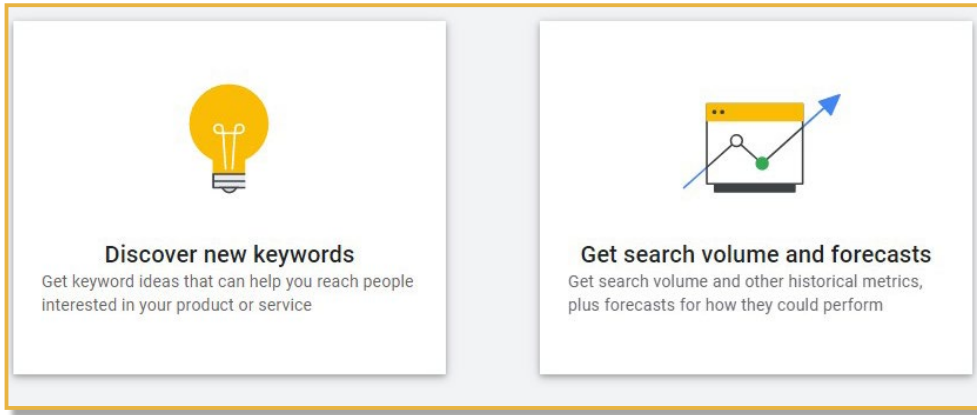 Discover new keywords
Get keyword ideas that can help you reach people
interested in your product or service
Get search volume and forecasts
Get search volume and other historical metrics,
plus forecasts for how they could perform